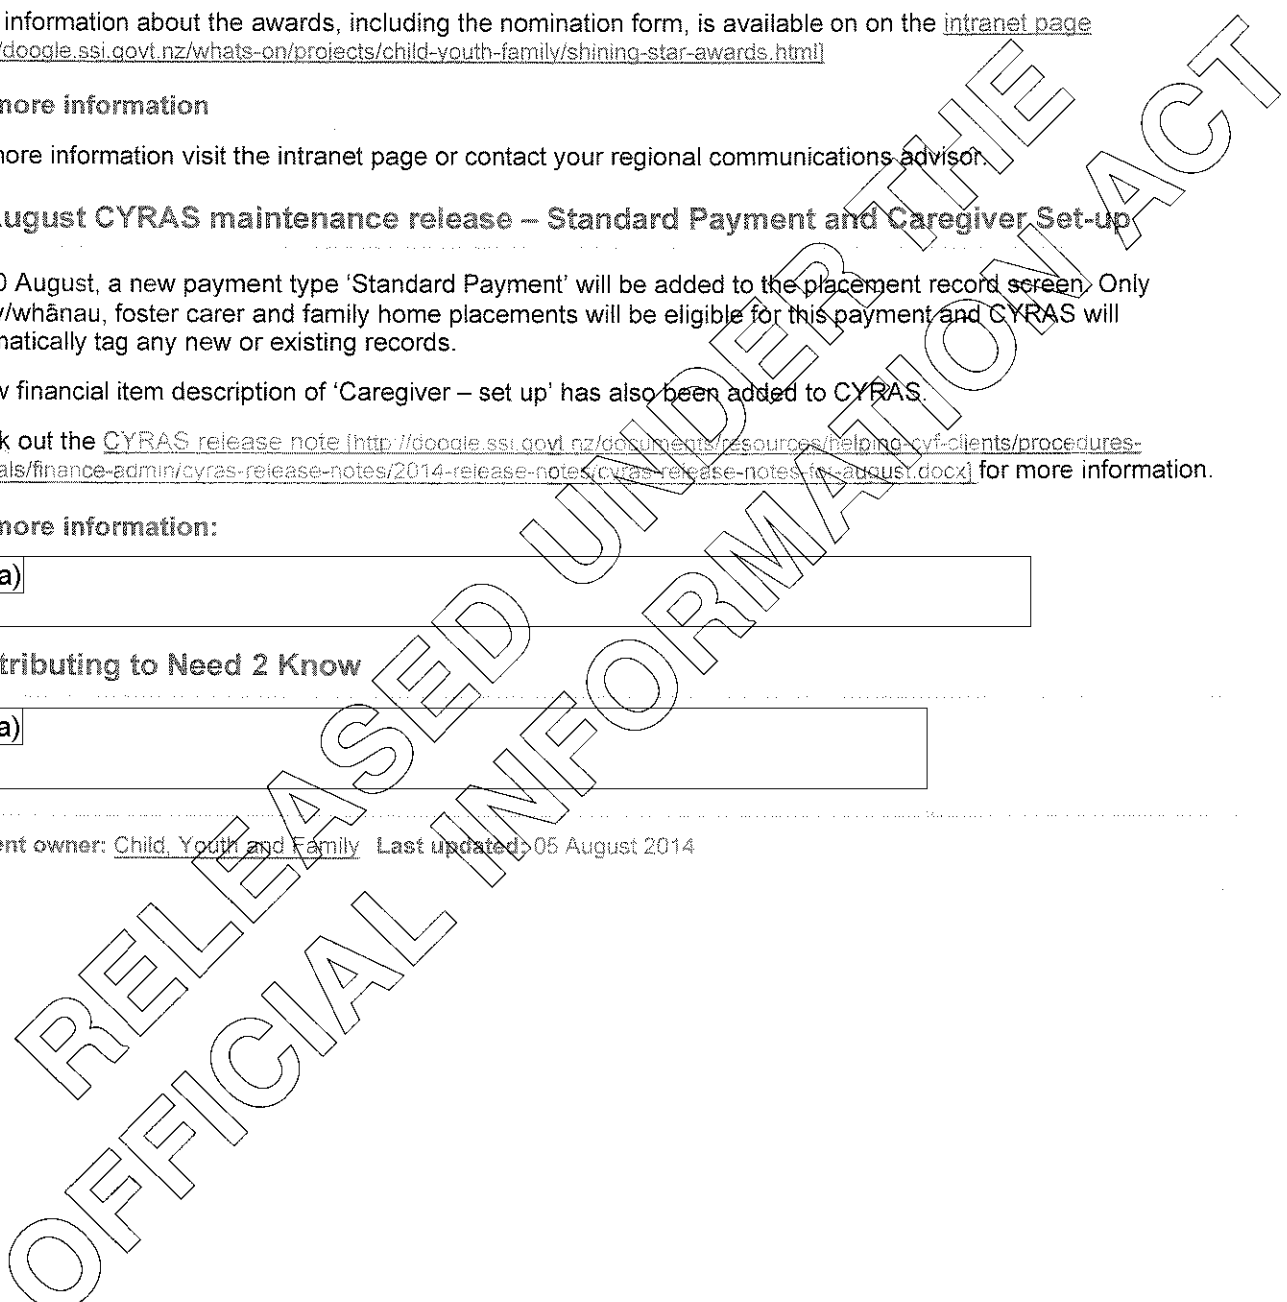 information about the awards, including the nomination form, is available on on the intranet page
/doogle.ssi.govt.nz/whats-on/projects/child-youth-family/shining-star-awards.html]
more information
more information visit the intranet page or contact your regional communications advisor.
ugust CYRAS maintenance release – Standard Payment and Caregiver Set-up
0 August, a new payment type ‘Standard Payment’ will be added to the placement record screen. Only
y/whānau, foster carer and family home placements will be eligible for this payment and CYRAS will
matically tag any new or existing records.
w financial item description of ‘Caregiver – set up’ has also been added to CYRAS.
k out the CYRAS release note [http://doogle.ssi.govt.nz/documents/resources/helping-cyf-clients/procedures-
als/finance-admin/cyras-release-notes/2014-release-notes/cyras-release-notes-for-august.docx] for more information.
more information:
a)
tributing to Need 2 Know
a)
ent owner: Child, Youth and Family Last updated: 05 August 2014
RELEASED UNDER THE
OFFICIAL INFORMATION ACT